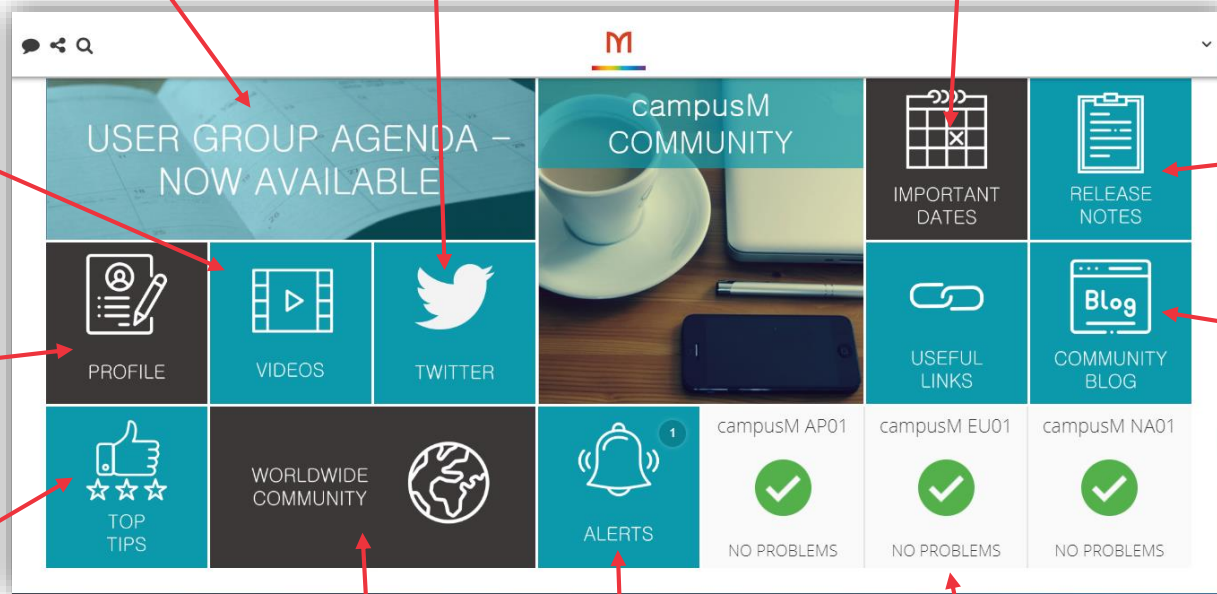 M
USER GROUP AGENDA –
NOW AVAILABLE
campusM
COMMUNITY
IMPORTANT
DATES
RELEASE
NOTES
PROFILE
VIDEOS
TWITTER
USEFUL
LINKS
Blog
COMMUNITY
BLOG
TOP
TIPS
WORLDWIDE
COMMUNITY
1
ALERTS
campusM AP01
NO PROBLEMS
campusM EU01
NO PROBLEMS
campusM NA01
NO PROBLEMS